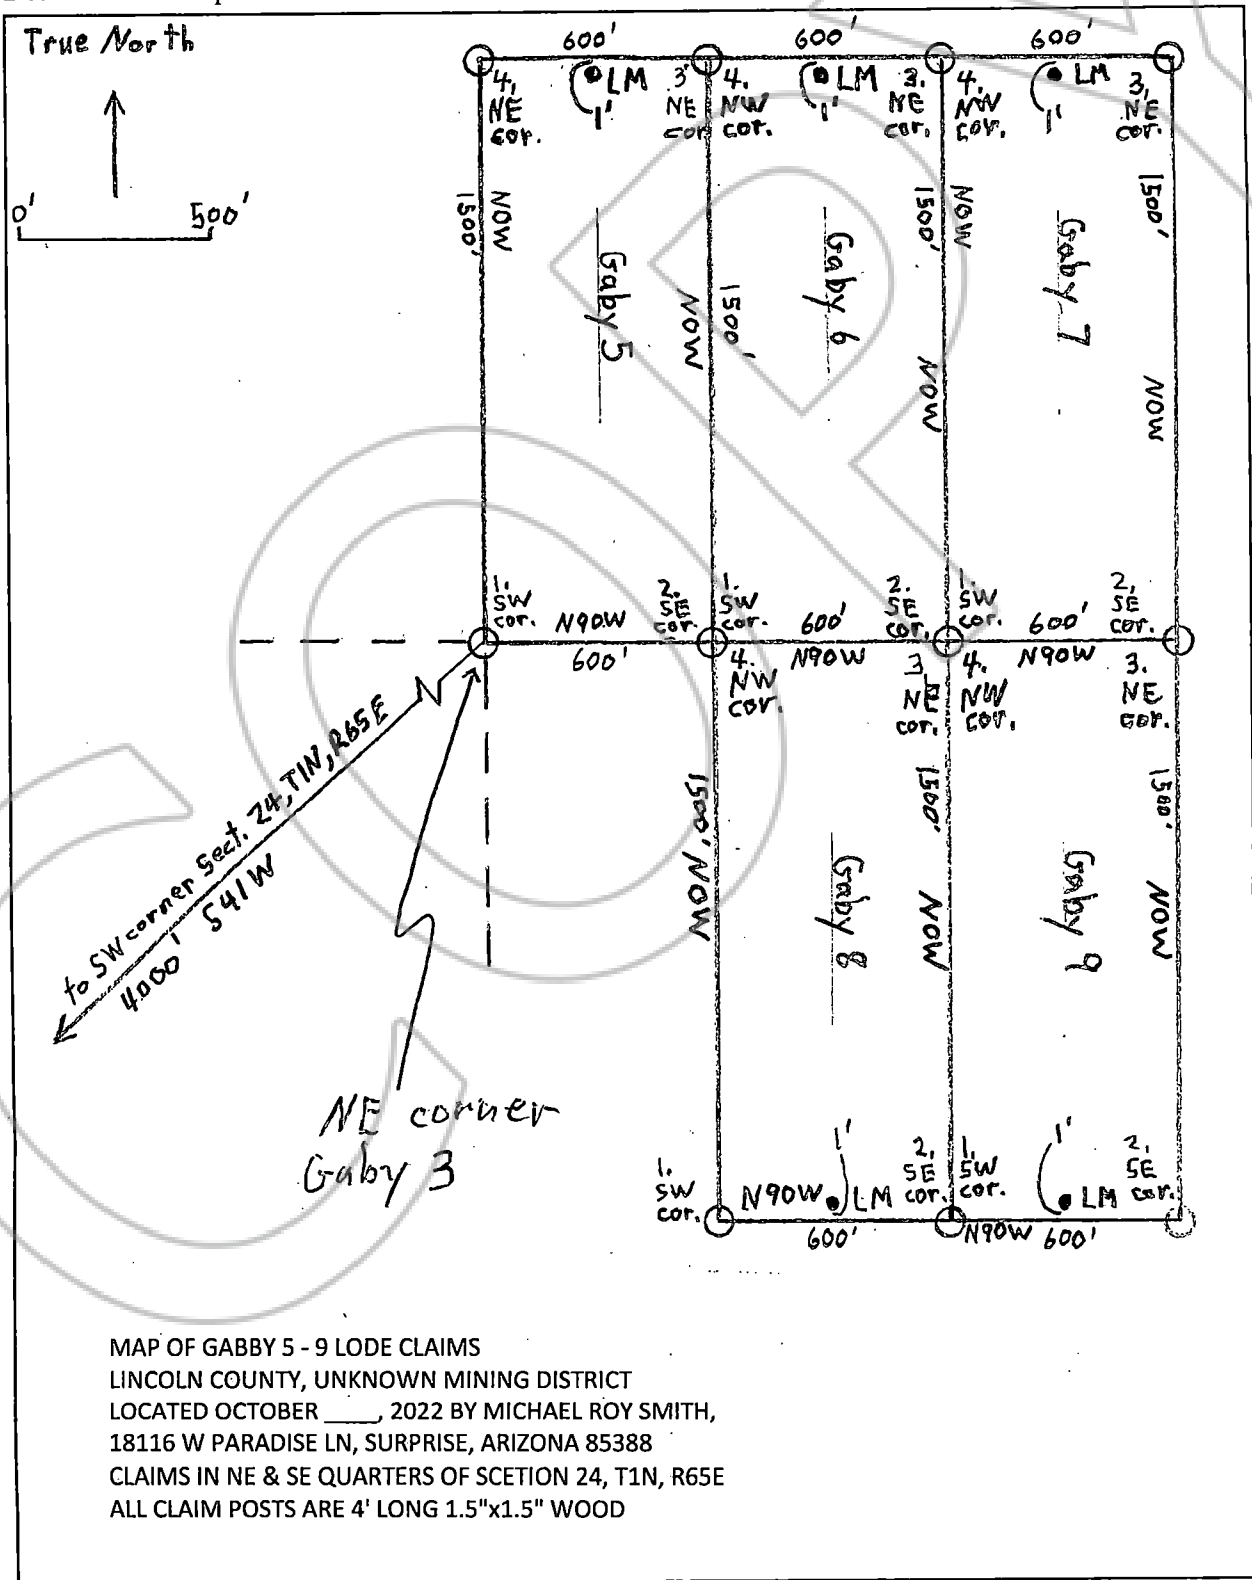 True North
0' 500'
600' 600' 600'
4, NE cor. LM 1' 3' NE cor
4. NW cor. LM 1' 3. NE cor.
4. NW cor. LM 1' 3, NE cor.
1500' NOW
Gaby 5
NOW 1500'
Gaby 6
1500' NOW
NOW
Gaby 7
1500'
NOW
1. SW cor. N90W 2. SE cor.
600'
1. SW cor. 600' 2. SE cor.
N90W
1. SW cor. 600' 2, SE cor.
N90W
4. NW cor. 3 NE cor.
4. NW cor. 3. NE cor.
to SW corner Sect. 24, T1N, R65E
4000' S41W
N
1500' NOW
Gaby 8
1500' NOW
Gaby 9
1500' NOW
NE corner
Gaby 3
1. SW cor. N90W 1' LM 2, SE cor.
600'
1. SW cor. 1' LM 2, SE cor.
N90W 600'
MAP OF GABBY 5 - 9 LODE CLAIMS
LINCOLN COUNTY, UNKNOWN MINING DISTRICT
LOCATED OCTOBER ____, 2022 BY MICHAEL ROY SMITH,
18116 W PARADISE LN, SURPRISE, ARIZONA 85388
CLAIMS IN NE & SE QUARTERS OF SCETION 24, T1N, R65E
ALL CLAIM POSTS ARE 4' LONG 1.5"x1.5" WOOD